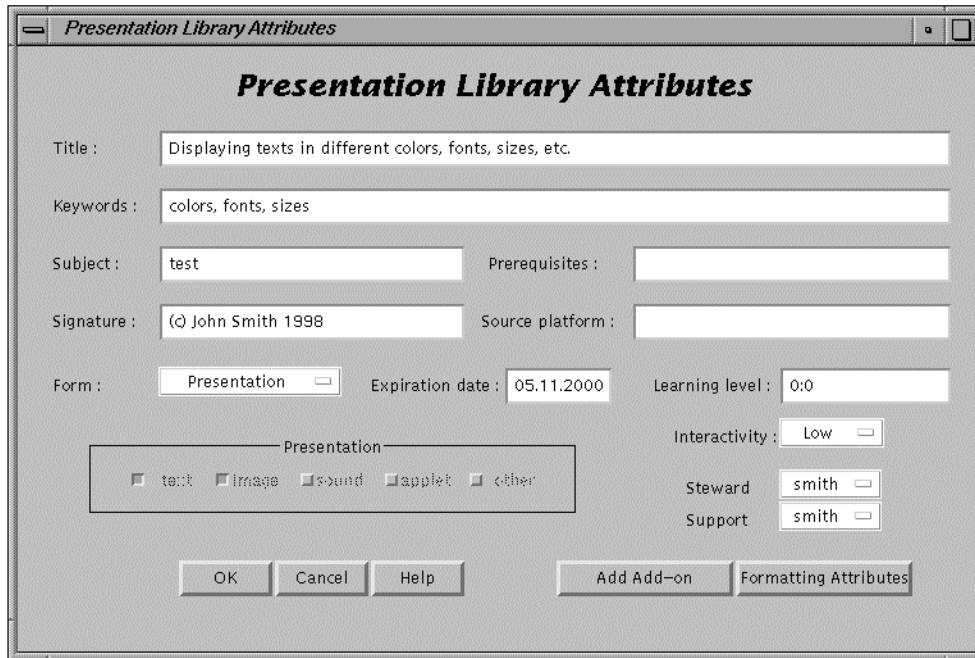 Presentation Library Attributes
Presentation Library Attributes
Title : Displaying texts in different colors, fonts, sizes, etc.
Keywords : colors, fonts, sizes
Subject : test Prerequisites :
Signature : (c) John Smith 1998 Source platform :
Form : Presentation Expiration date : 05.11.2000 Learning level : 0:0
Interactivity : Low
Presentation
text image sound applet other
Steward smith
Support smith
OK Cancel Help Add Add-on Formatting Attributes